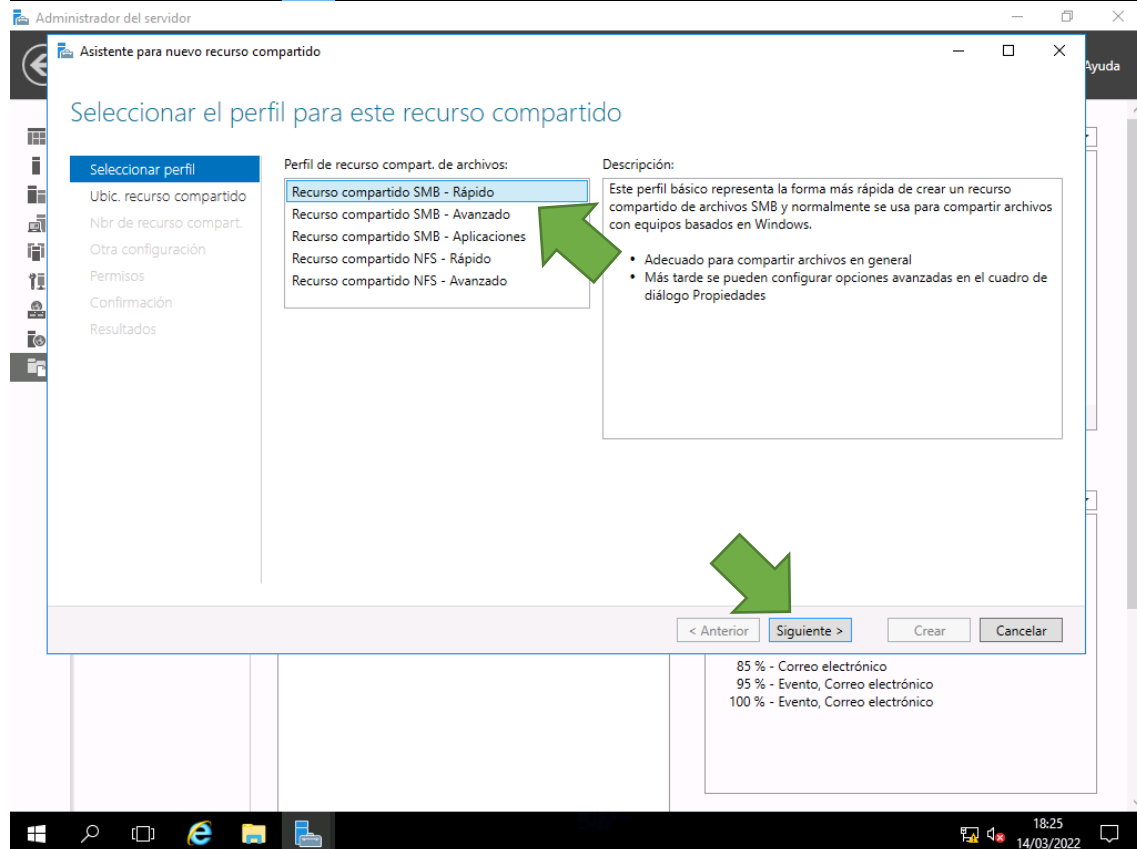 Administrador del servidor
Asistente para nuevo recurso compartido
Ayuda
Seleccionar el perfil para este recurso compartido
Seleccionar perfil
Ubic. recurso compartido
Nbr de recurso compart.
Otra configuración
Permisos
Confirmación
Resultados
Perfil de recurso compart. de archivos:
Recurso compartido SMB - Rápido
Recurso compartido SMB - Avanzado
Recurso compartido SMB - Aplicaciones
Recurso compartido NFS - Rápido
Recurso compartido NFS - Avanzado
Descripción:
Este perfil básico representa la forma más rápida de crear un recurso
compartido de archivos SMB y normalmente se usa para compartir archivos
con equipos basados en Windows.
• Adecuado para compartir archivos en general
• Más tarde se pueden configurar opciones avanzadas en el cuadro de
diálogo Propiedades
< Anterior
Siguiente >
Crear
Cancelar
85 % - Correo electrónico
95 % - Evento, Correo electrónico
100 % - Evento, Correo electrónico
18:25
14/03/2022